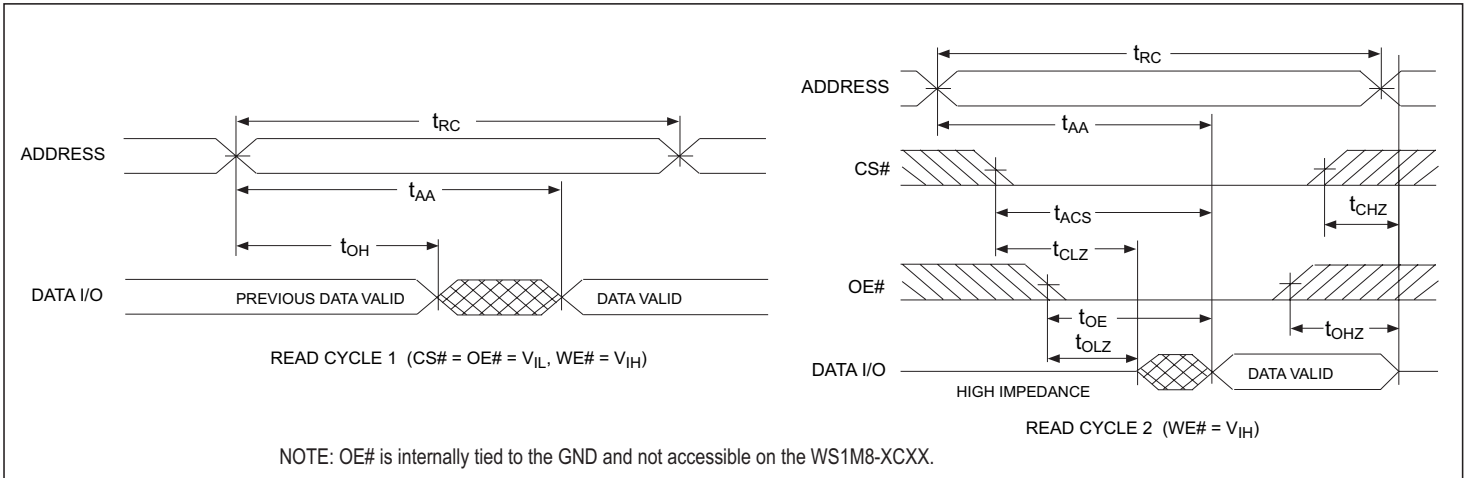 ADDRESS
tRC
tAA
tOH
DATA I/O
PREVIOUS DATA VALID
DATA VALID
READ CYCLE 1 (CS# = OE# = VIL, WE# = VIH)
ADDRESS
tRC
tAA
CS#
tACS
tCHZ
tCLZ
OE#
tOE
tOHZ
tOLZ
DATA I/O
HIGH IMPEDANCE
DATA VALID
READ CYCLE 2 (WE# = VIH)
NOTE: OE# is internally tied to the GND and not accessible on the WS1M8-XCXX.